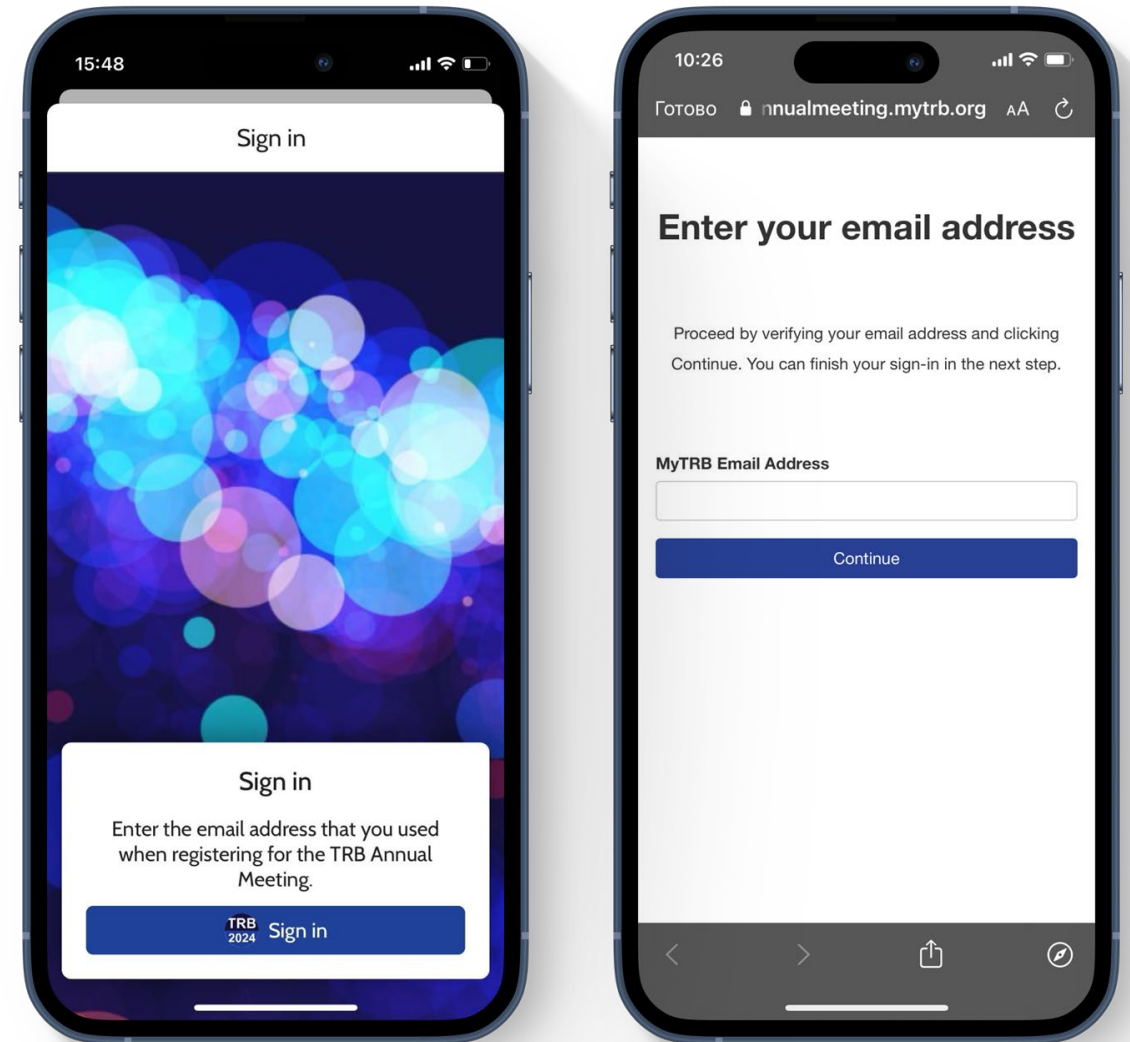 15:48
Sign in
Sign in
Enter the email address that you used
when registering for the TRB Annual
Meeting.
TRB
2024
Sign in
10:26
Готово nnualmeeting.mytrb.org AA
Enter your email address
Proceed by verifying your email address and clicking
Continue. You can finish your sign-in in the next step.
MyTRB Email Address
Continue